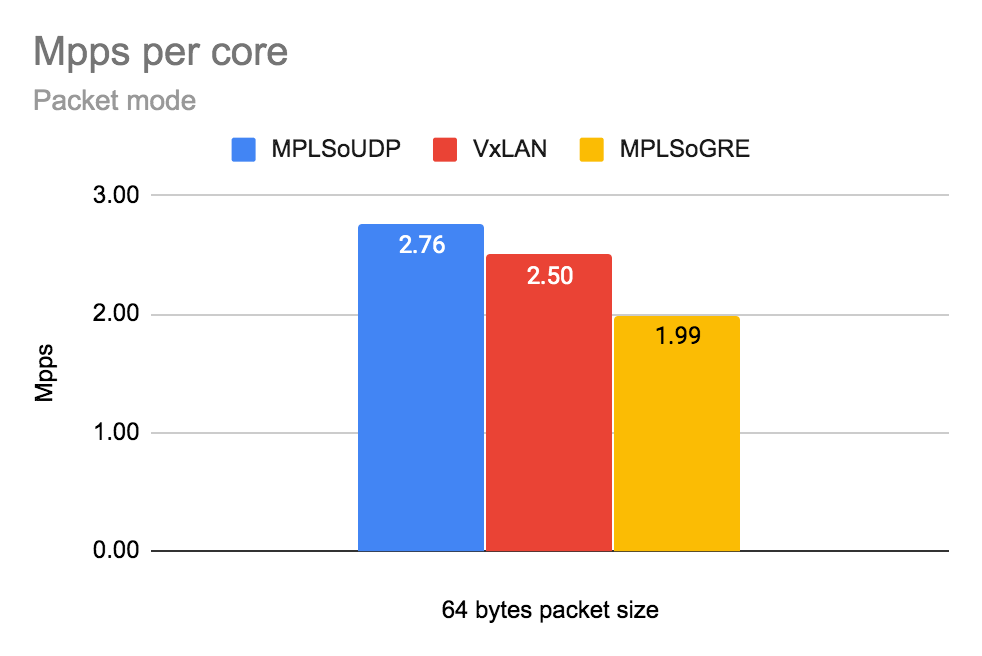 Mpps per core
Packet mode
MPLSoUDP VxLAN MPLSoGRE
3.00
2.76
2.50
2.00
1.99
Mpps
1.00
0.00
64 bytes packet size